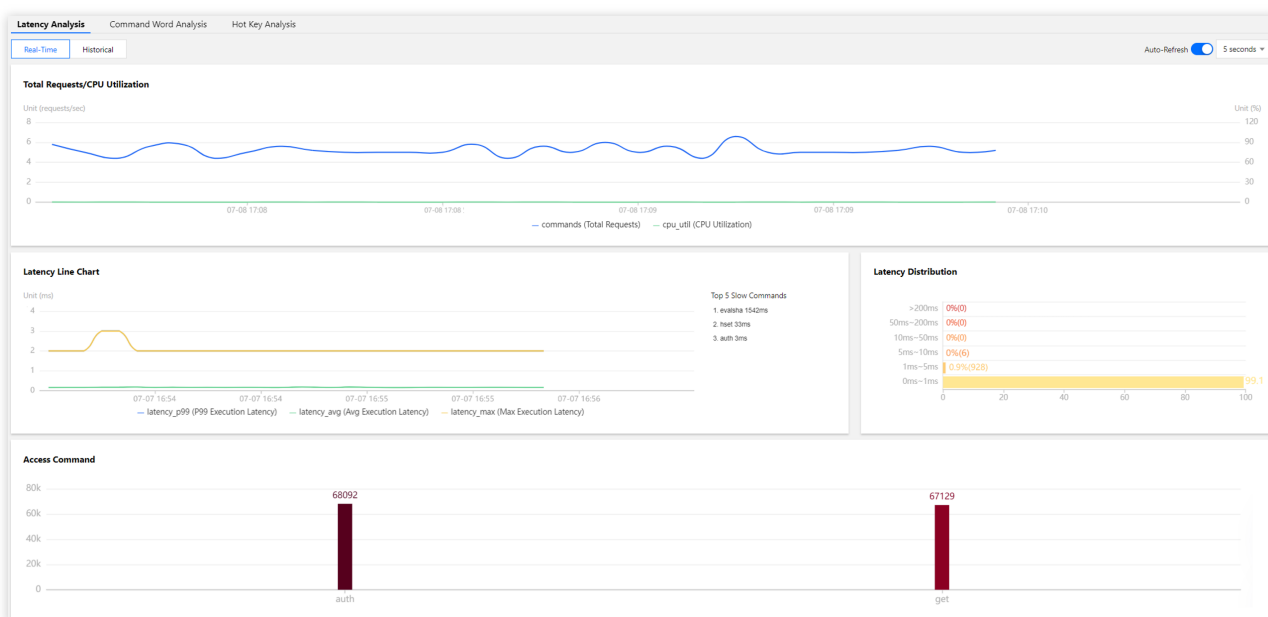 Latency Analysis Command Word Analysis Hot Key Analysis
Real-Time Historical Auto-Refresh 5 seconds
Total Requests/CPU Utilization
Unit (requests/sec) Unit (%)
8 120
6 90
4 60
2 30
0 0
07-08 17:08 07-08 17:08 07-08 17:09 07-08 17:09 07-08 17:10
commands (Total Requests) cpu_util (CPU Utilization)
Latency Line Chart
Unit (ms)
4
3
2
1
0
07-07 16:54 07-07 16:54 07-07 16:55 07-07 16:55 07-07 16:56
latency_p99 (P99 Execution Latency) latency_avg (Avg Execution Latency) latency_max (Max Execution Latency)
Top 5 Slow Commands
1. evalsha 1542ms
2. hset 33ms
3. auth 3ms
Latency Distribution
>200ms 0%(0)
50ms~200ms 0%(0)
10ms~50ms 0%(0)
5ms~10ms 0%(6)
1ms~5ms 0.9%(928)
0ms~1ms 99.1
0 20 40 60 80 100
Access Command
80k
60k
40k
20k
0
68092 67129
auth get